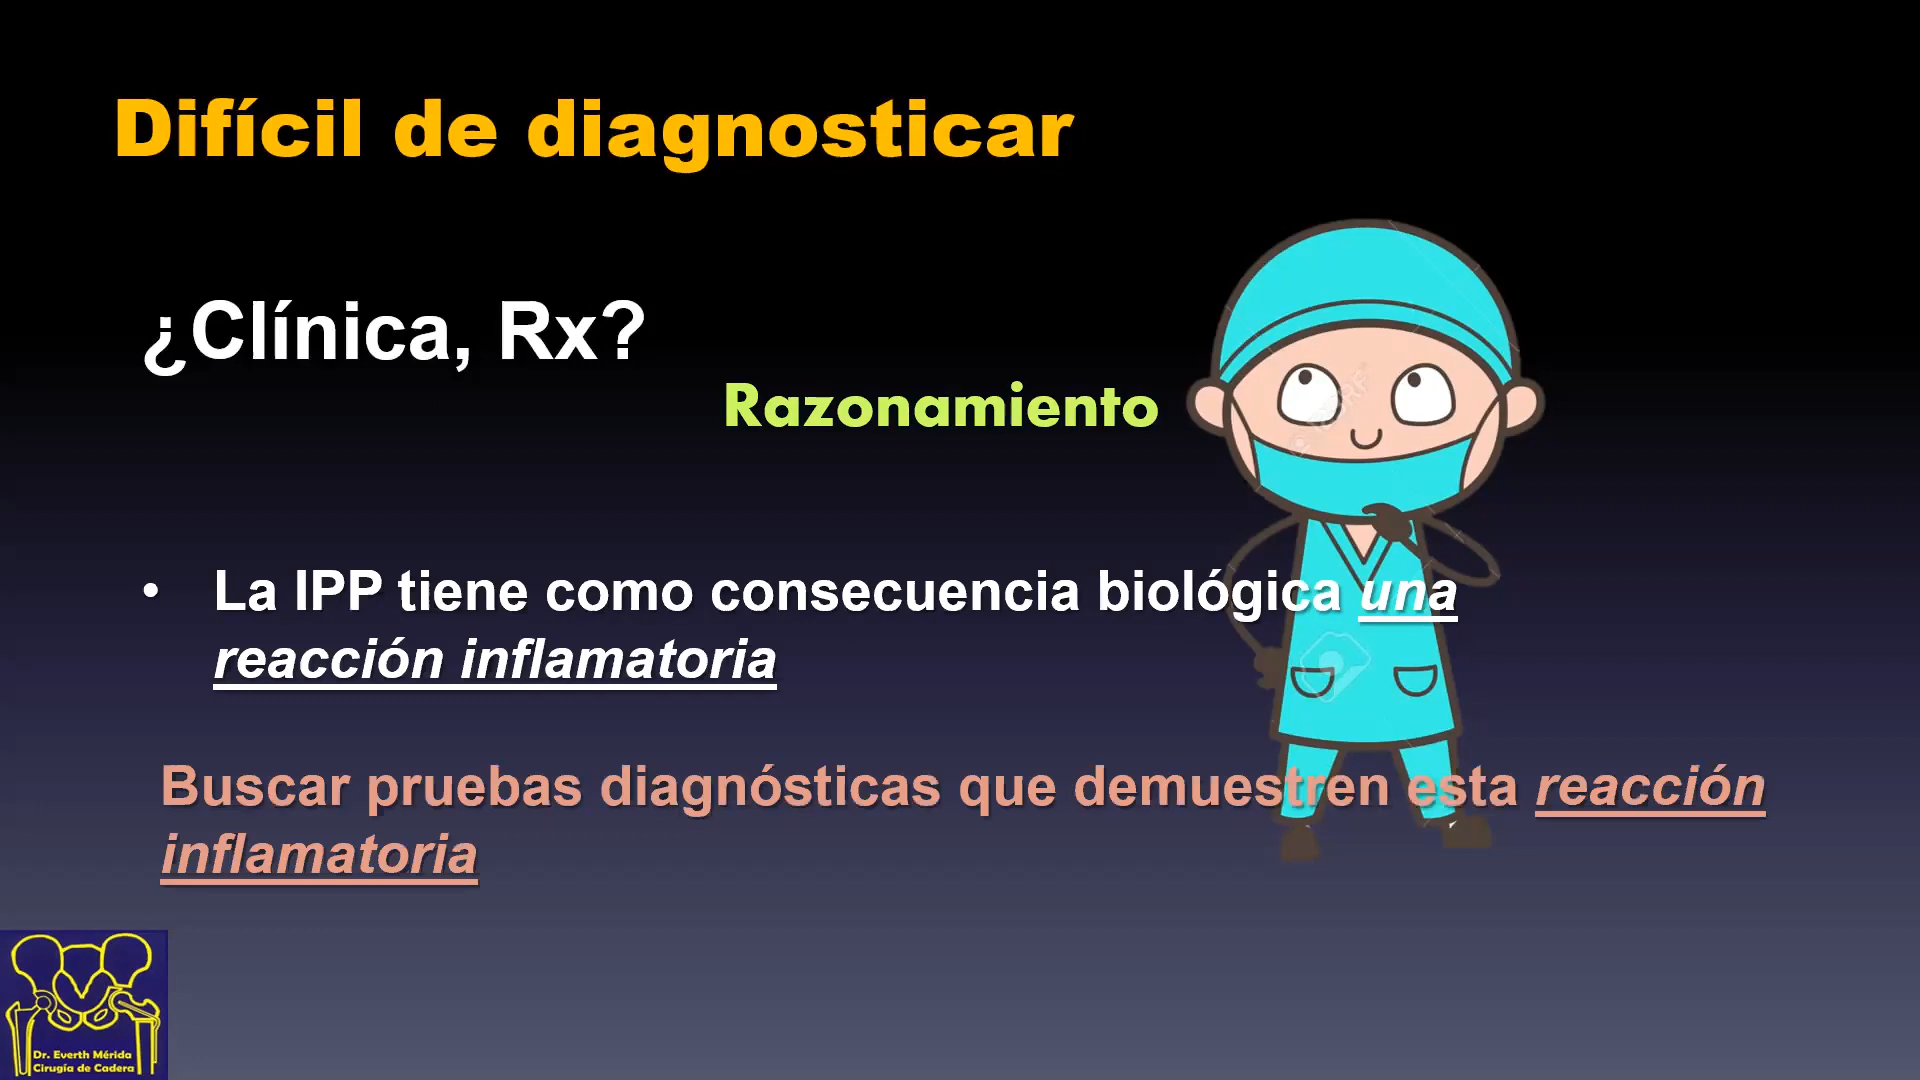 Difícil de diagnosticar
¿Clínica, Rx?
Razonamiento
• La IPP tiene como consecuencia biológica una
reacción inflamatoria
Buscar pruebas diagnósticas que demuestren esta reacción
inflamatoria
Dr. Everth Mérida
Cirugía de Cadera